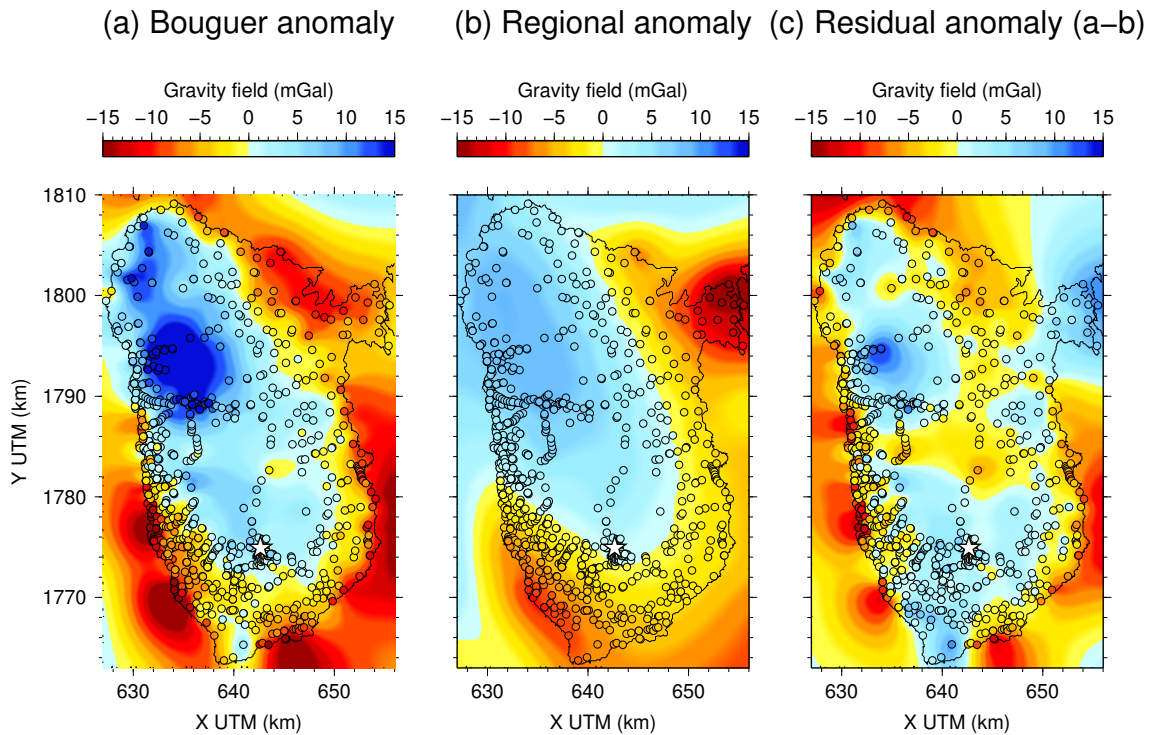 (a) Bouguer anomaly (b) Regional anomaly (c) Residual anomaly (a−b)
Gravity field (mGal) Gravity field (mGal) Gravity field (mGal)
−15 −10 −5 0 5 10 15 −15 −10 −5 0 5 10 15 −15 −10 −5 0 5 10 15
1810
1800
1790
1780
1770
Y UTM (km)
630 640 650 630 640 650 630 640 650
X UTM (km) X UTM (km) X UTM (km)